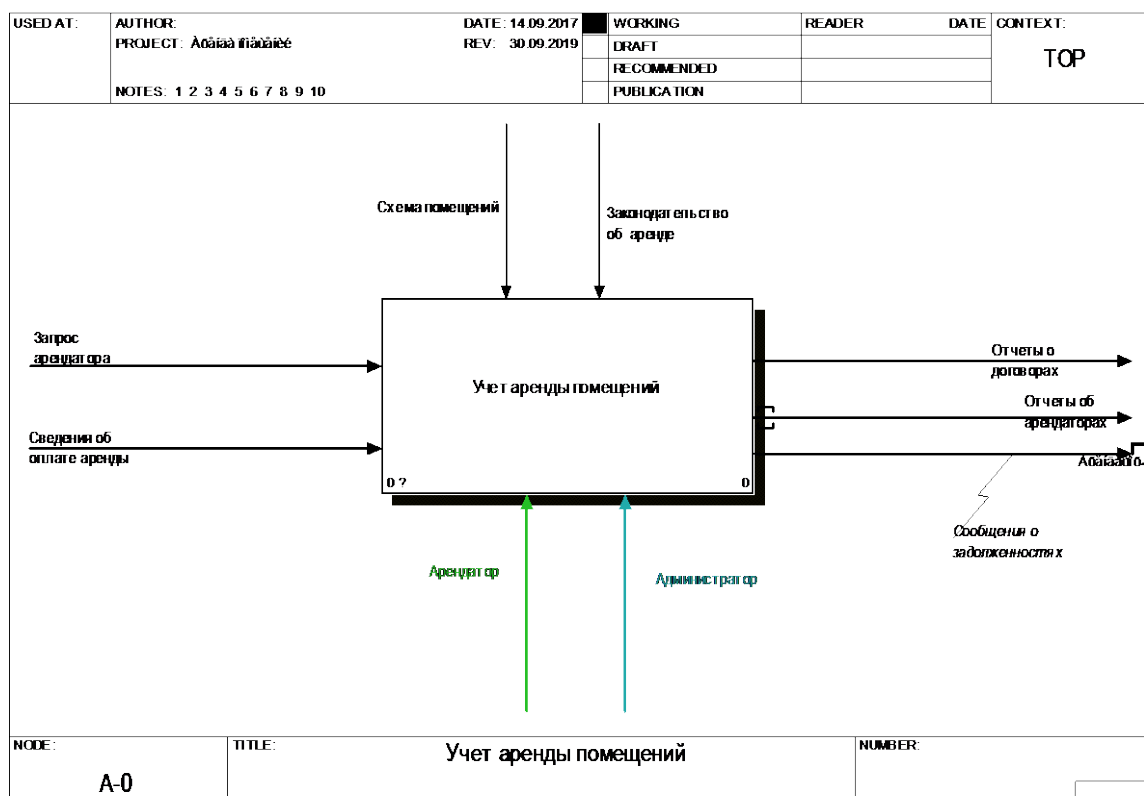 USED AT:
AUTHOR:
DATE: 14.09.2017
WORKING
READER
DATE
CONTEXT:
PROJECT:
REV: 30.09.2019
DRAFT
TOP
RECOMMENDED
NOTES: 1 2 3 4 5 6 7 8 9 10
PUBLICATION
Схема помещений
Законодательство
об аренде
Запрос
арендатора
Отчеты о
договорах
Учет аренды помещений
Отчеты об
арендаторах
Сведения об
оплате аренды
0 ?
0
Сообщения о
задолженностях
Арендатор
Администратор
NODE:
TITLE:
Учет аренды помещений
NUMBER:
A-0